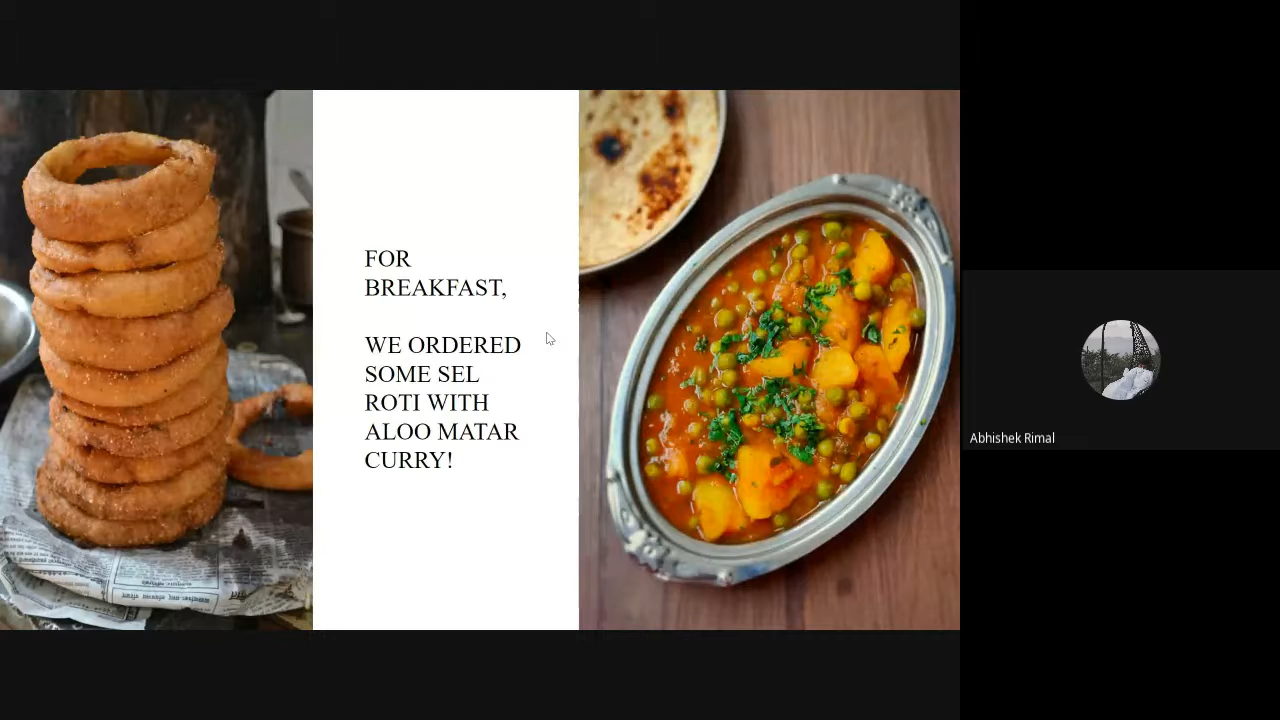 FOR
BREAKFAST,
WE ORDERED
SOME SEL
ROTI WITH
ALOO MATAR
CURRY!
Abhishek Rimal